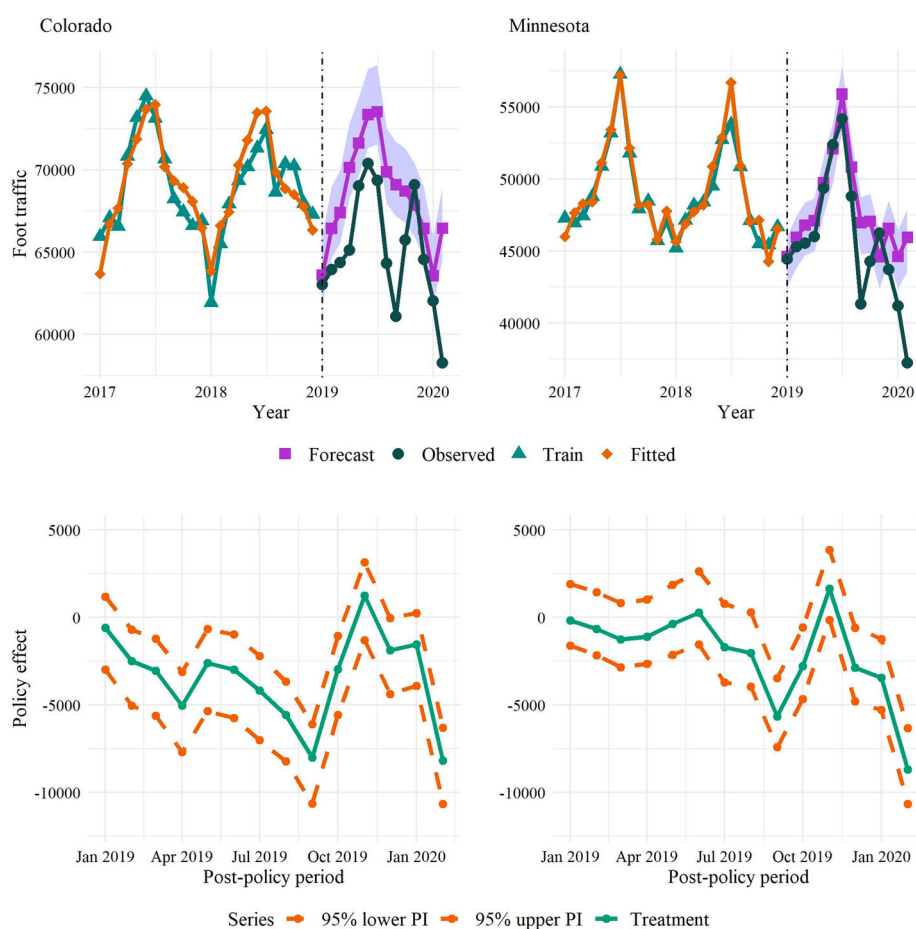 Colorado
Minnesota
75000
70000
65000
60000
Foot traffic
2017 2018 2019 2020
Year
55000
50000
45000
40000
2017 2018 2019 2020
Year
Forecast Observed Train Fitted
5000
0
-5000
-10000
Policy effect
Jan 2019 Apr 2019 Jul 2019 Oct 2019 Jan 2020
Post-policy period
5000
0
-5000
-10000
Jan 2019 Apr 2019 Jul 2019 Oct 2019 Jan 2020
Post-policy period
Series 95% lower PI 95% upper PI Treatment